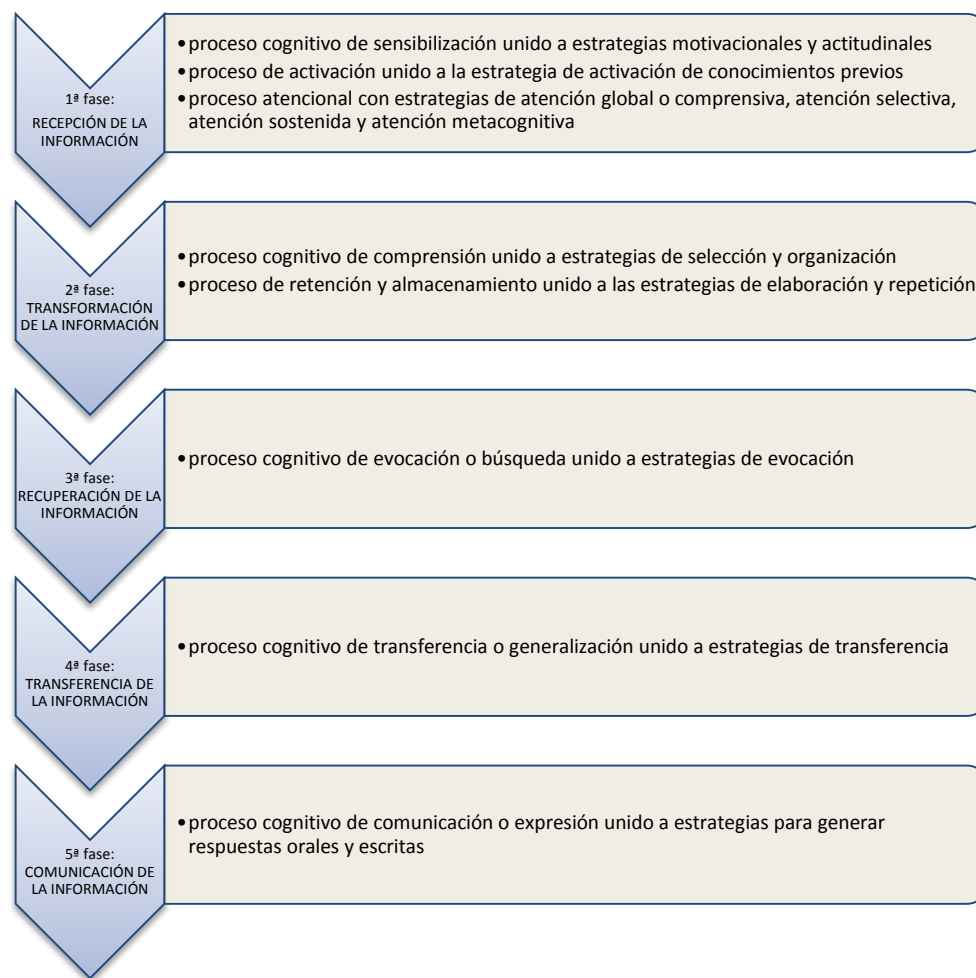 1ª fase:
RECEPCIÓN DE LA
INFORMACIÓN
•proceso cognitivo de sensibilización unido a estrategias motivacionales y actitudinales
•proceso de activación unido a la estrategia de activación de conocimientos previos
•proceso atencional con estrategias de atención global o comprensiva, atención selectiva,
atención sostenida y atención metacognitiva
2ª fase:
TRANSFORMACIÓN
DE LA INFORMACIÓN
•proceso cognitivo de comprensión unido a estrategias de selección y organización
•proceso de retención y almacenamiento unido a las estrategias de elaboración y repetición
3ª fase:
RECUPERACIÓN DE LA
INFORMACIÓN
•proceso cognitivo de evocación o búsqueda unido a estrategias de evocación
4ª fase:
TRANSFERENCIA DE
LA INFORMACIÓN
•proceso cognitivo de transferencia o generalización unido a estrategias de transferencia
5ª fase:
COMUNICACIÓN DE
LA INFORMACIÓN
•proceso cognitivo de comunicación o expresión unido a estrategias para generar
respuestas orales y escritas